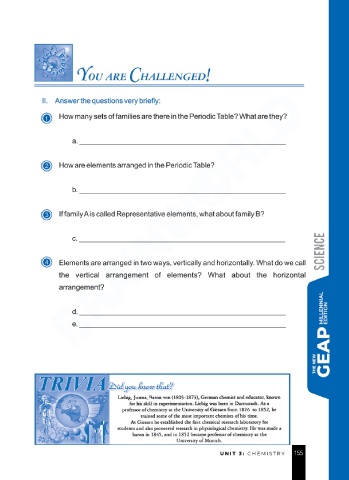 YOU ARE CHALLENGED!
II. Answer the questions very briefly:
1 How many sets of families are there in the Periodic Table? What are they?
a.
2 How are elements arranged in the Periodic Table?
b.
3 If family A is called Representative elements, what about family B?
c.
4 Elements are arranged in two ways, vertically and horizontally. What do we call
the vertical arrangement of elements? What about the horizontal
arrangement?
d.
e.
SCIENCE
THE NEW
GEAP MILLENNIAL
EDITION
TRIVIA Did you know that?
Liebig, Justus, Baron von (1803-1873), German chemist and educator, known
for his skill in experimentation. Liebig was born in Darmstadt. As a
professor of chemistry at the University of Giessen from 1824 to 1852, he
trained some of the most important chemists of his time.
At Giessen he established the first chemical research laboratory for
students and also pioneered research in physiological chemistry. He was made a
baron in 1845, and in 1852 became professor of chemistry at the
University of Munich.
UNIT 3: CHEMISTRY 155